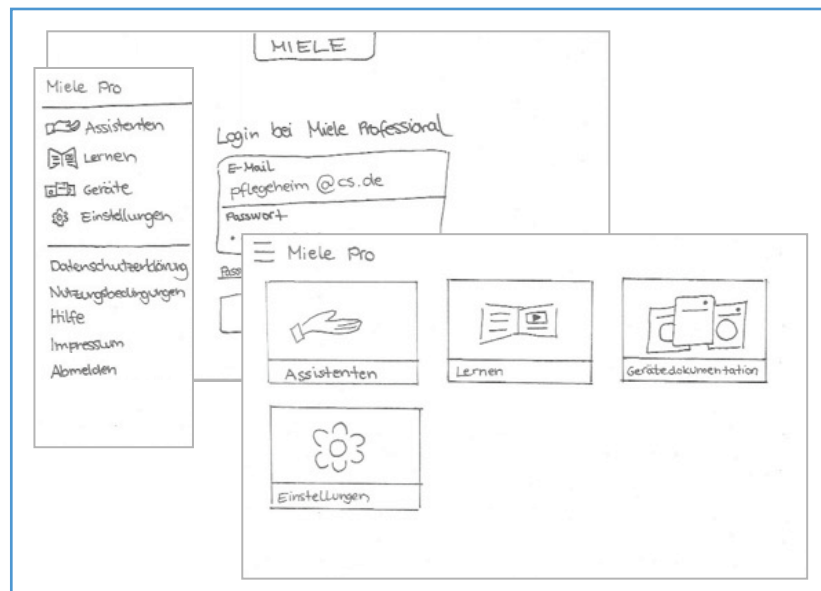 MIELE
Login bei Miele Professional
E-Mail
pflegeheim @cs.de
Passwort
Miele Pro
Assistenten
Lernen
Geräte
Einstellungen
Datenschutzerklärung
Nutzungsbedingungen
Hilfe
Impressum
Abmelden
Miele Pro
Assistenten
Lernen
Gerätedokumentation
Einstellungen